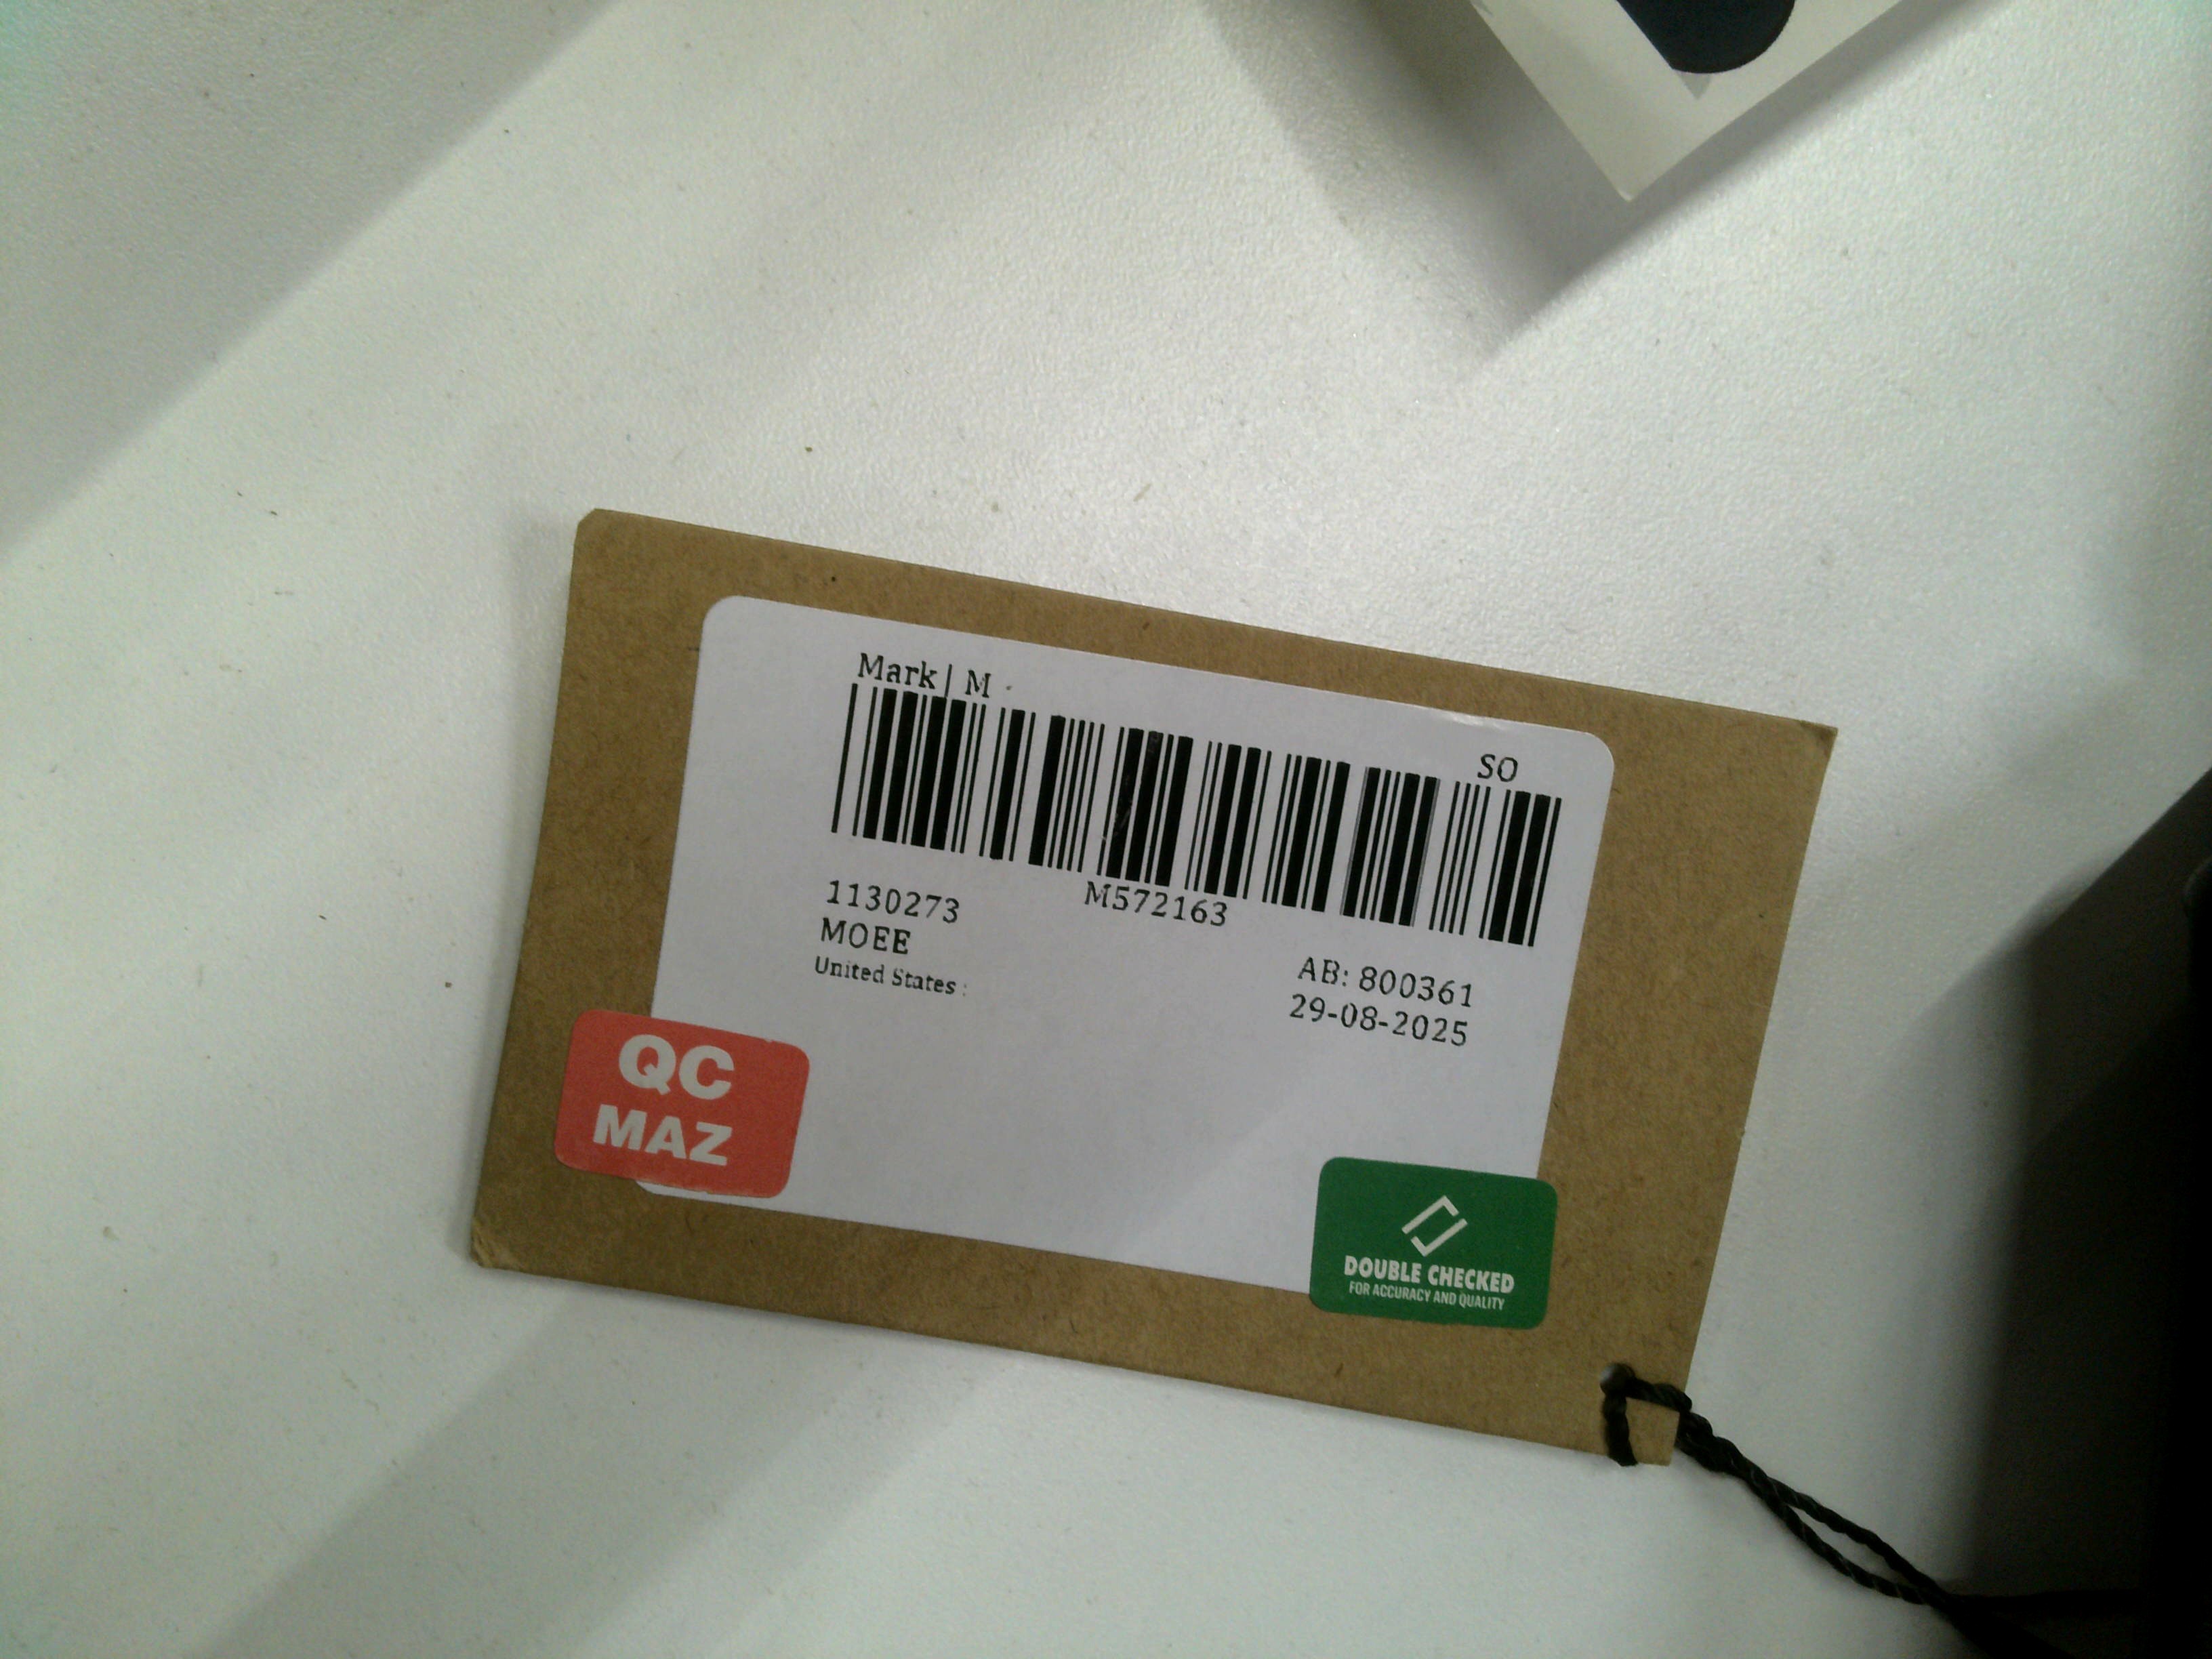 Mark| M
SO
M572163
1130273
MOEE
United States :
AB: 800361
29-08-2025
QC
MAZ
DOUBLE CHECKED
FOR ACCURACY AND QUALITY